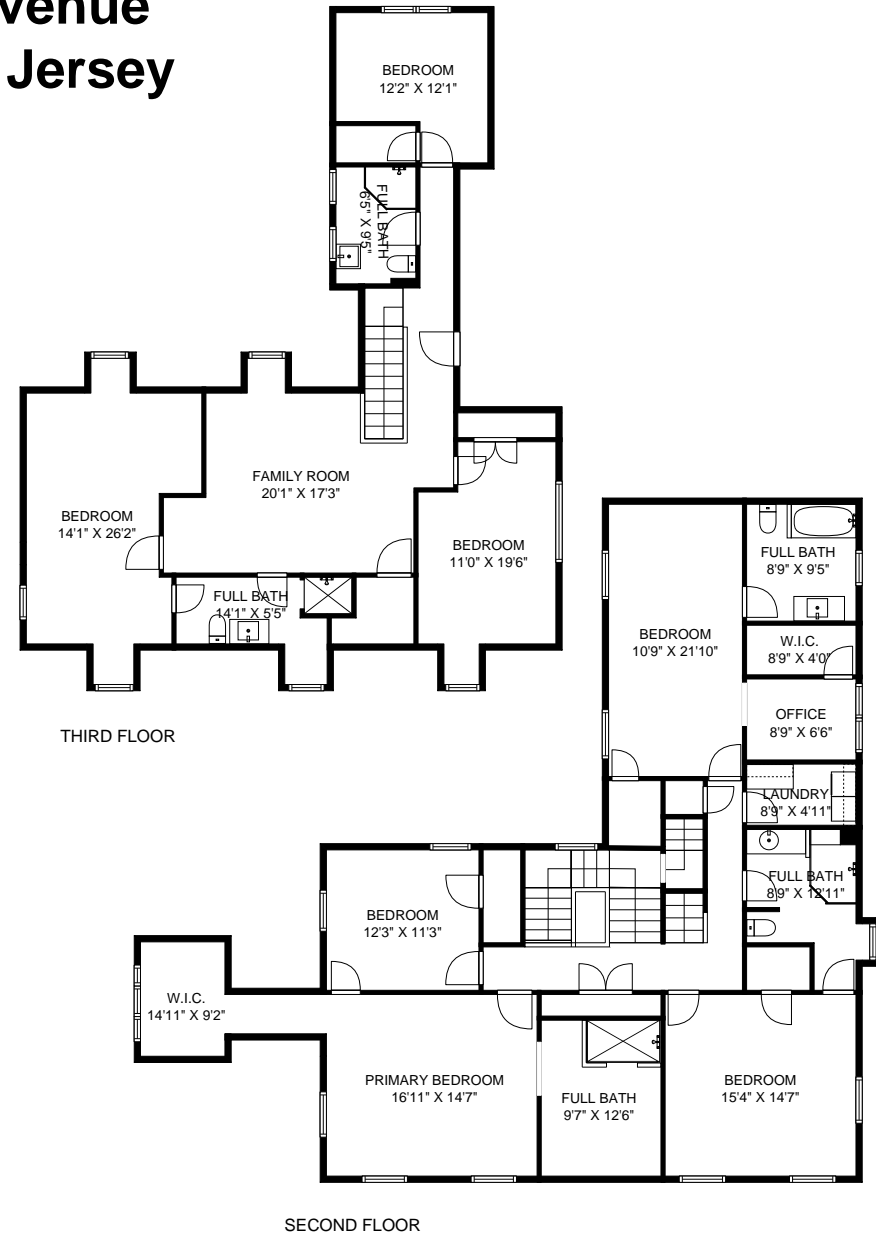 venue
Jersey
BEDROOM
12'2" X 12'1"
FULL BATH
6'5" X 9'5"
FAMILY ROOM
20'1" X 17'3"
BEDROOM
14'1" X 26'2"
BEDROOM
11'0" X 19'6"
FULL BATH
14'1" X 5'5"
THIRD FLOOR
FULL BATH
8'9" X 9'5"
BEDROOM
10'9" X 21'10"
W.I.C.
8'9" X 4'0"
OFFICE
8'9" X 6'6"
LAUNDRY
8'9" X 4'11"
FULL BATH
8'9" X 12'11"
BEDROOM
12'3" X 11'3"
W.I.C.
14'11" X 9'2"
PRIMARY BEDROOM
16'11" X 14'7"
FULL BATH
9'7" X 12'6"
BEDROOM
15'4" X 14'7"
SECOND FLOOR